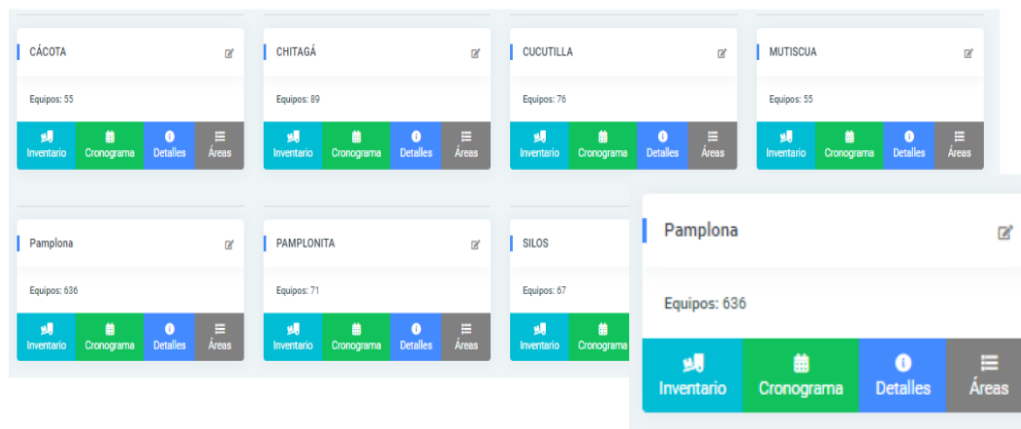 CÁCOTA
Equipos: 55
Inventario Cronograma Detalles Áreas
CHITAGÁ
Equipos: 89
Inventario Cronograma Detalles Áreas
CUCUTILLA
Equipos: 76
Inventario Cronograma Detalles Áreas
MUTISCUA
Equipos: 55
Inventario Cronograma Detalles Áreas
Pamplona
Equipos: 636
Inventario Cronograma Detalles Áreas
PAMPLONITA
Equipos: 71
Inventario Cronograma Detalles Áreas
SILOS
Equipos: 67
Inventario Cronograma
Pamplona
Equipos: 636
Inventario Cronograma Detalles Áreas